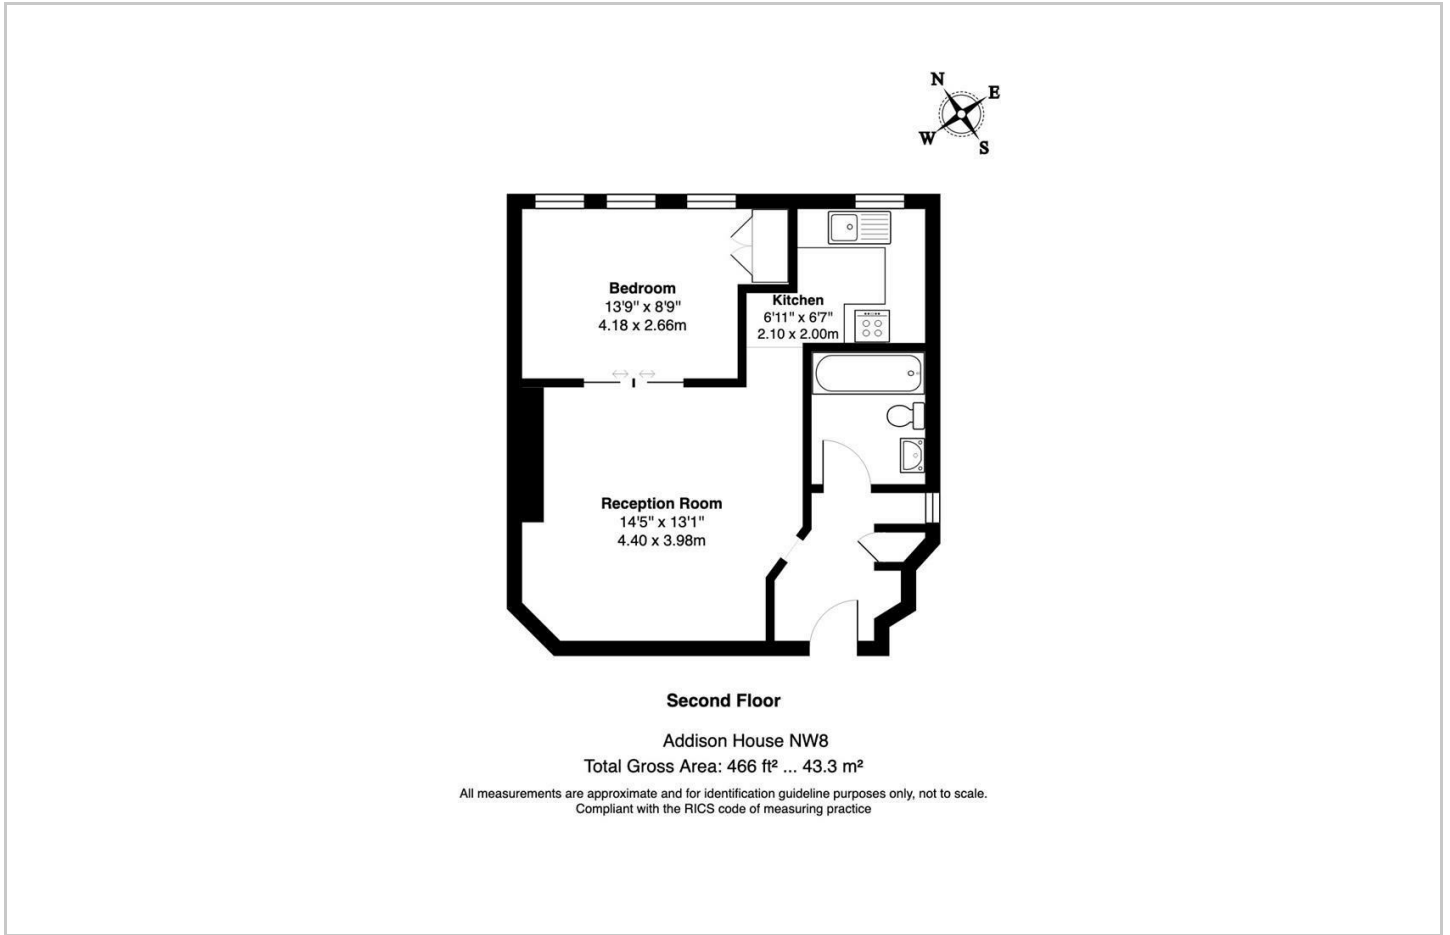 N
E
W
S
Bedroom
13'9" x 8'9"
4.18 x 2.66m
Kitchen
6'11" x 6'7"
2.10 x 2.00m
Reception Room
14'5" x 13'1"
4.40 x 3.98m
Second Floor
Addison House NW8
Total Gross Area: 466 ft² ... 43.3 m²
All measurements are approximate and for identification guideline purposes only, not to scale.
Compliant with the RICS code of measuring practice